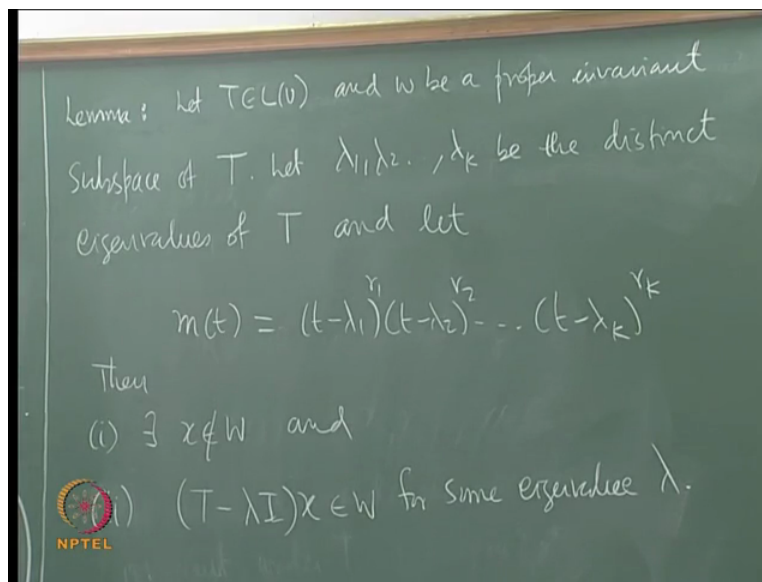 Lemma: Let T∈L(V) and W be a proper invariant
Subspace of T. Let λ₁,λ₂..,λₖ be the distinct
eigenvalues of T and let
m(t) = (t-λ₁)^r₁ (t-λ₂)^r₂ .... (t-λₖ)^rₖ
Then
(i) ∃ x∉W and
(ii) (T-λI)x ∈ W for some eigenvalue λ.
NPTEL